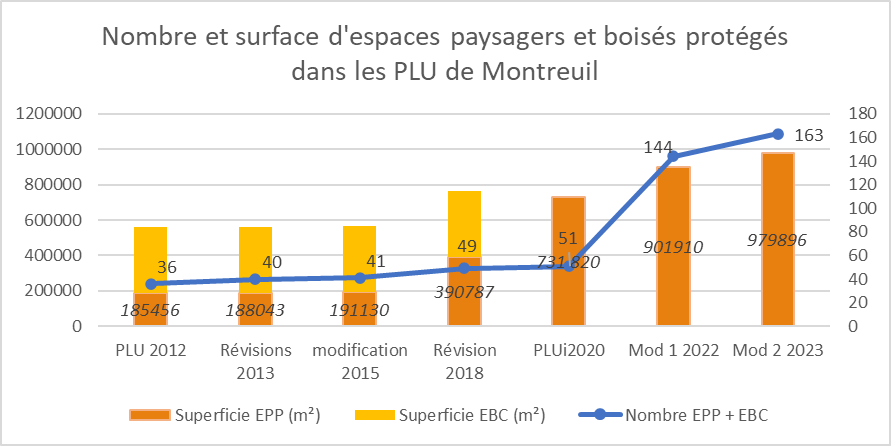 Nombre et surface d'espaces paysagers et boisés protégés
dans les PLU de Montreuil
1200000
1000000
800000
600000
400000
200000
0
180
160
140
120
100
80
60
40
20
0
36
40
41
49
51
144
163
185456
188043
191130
390787
731 820
901910
979896
PLU 2012
Révisions
2013
modification
2015
Révision
2018
PLUi2020
Mod 1 2022
Mod 2 2023
Superficie EPP (m²)
Superficie EBC (m²)
Nombre EPP + EBC